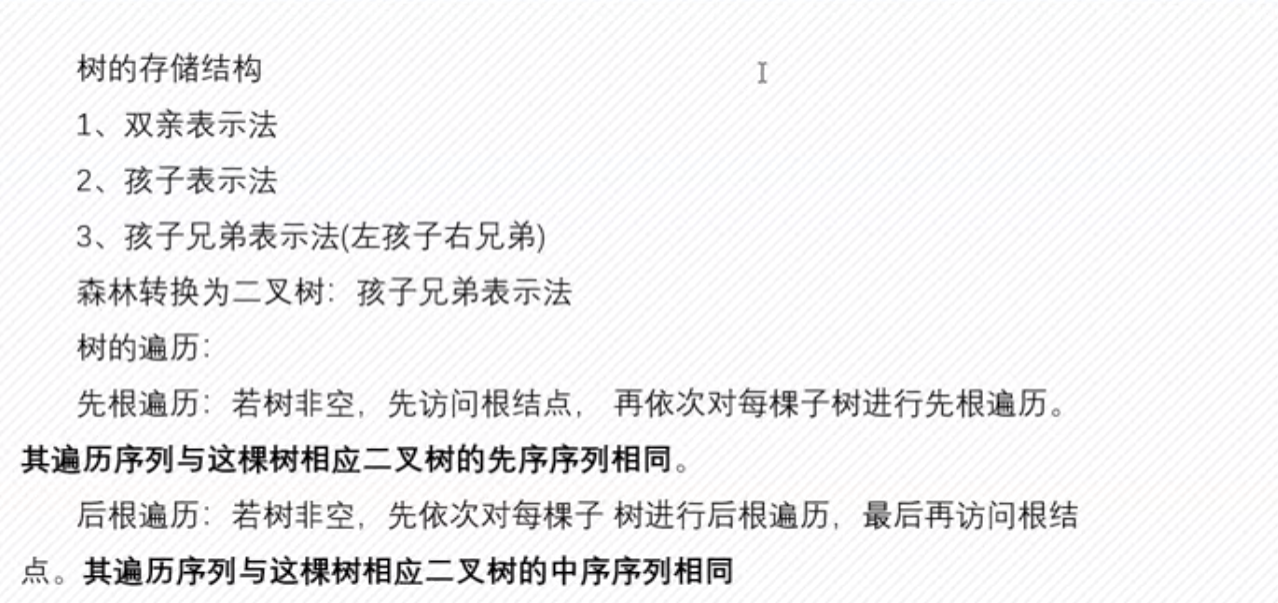 树的存储结构
1、双亲表示法
2、孩子表示法
3、孩子兄弟表示法(左孩子右兄弟)
森林转换为二叉树：孩子兄弟表示法
树的遍历：
先根遍历：若树非空，先访问根结点， 再依次对每棵子树进行先根遍历。
其遍历序列与这棵树相应二叉树的先序序列相同。
后根遍历：若树非空，先依次对每棵子 树进行后根遍历，最后再访问根结
点。其遍历序列与这棵树相应二叉树的中序序列相同